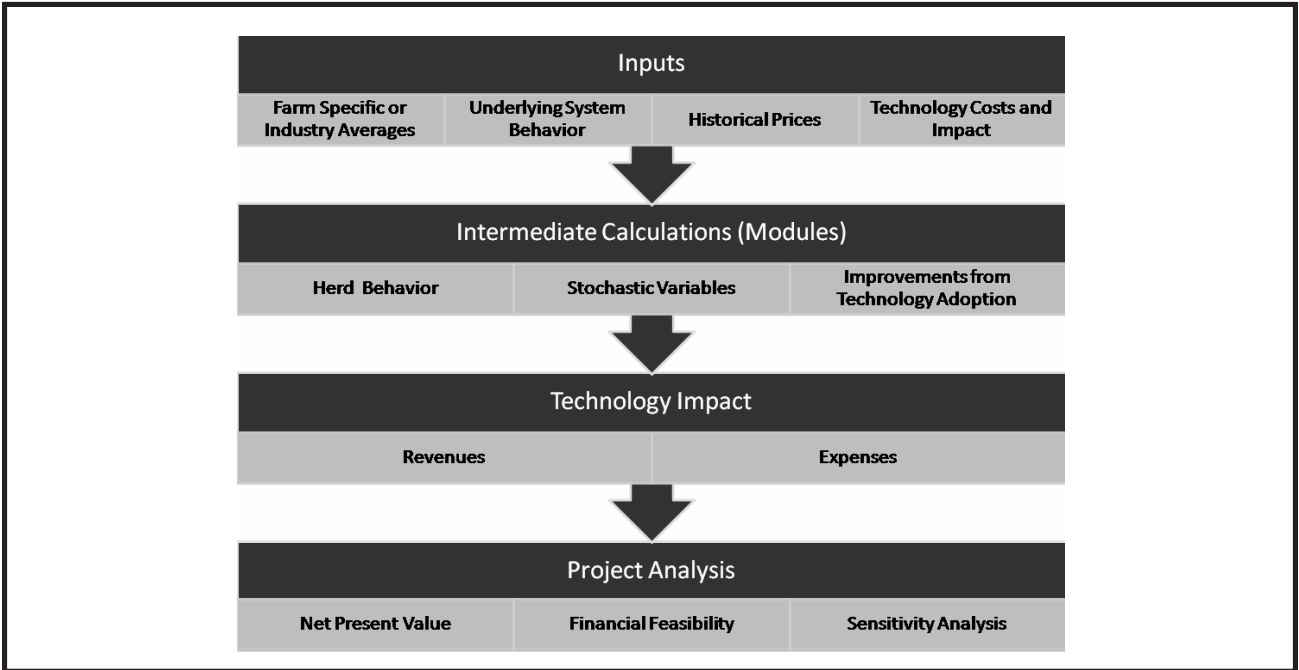 Inputs
Farm Specific or
Industry Averages
Underlying System
Behavior
Historical Prices
Technology Costs and
Impact
Intermediate Calculations (Modules)
Herd Behavior
Stochastic Variables
Improvements from
Technology Adoption
Technology Impact
Revenues
Expenses
Project Analysis
Net Present Value
Financial Feasibility
Sensitivity Analysis